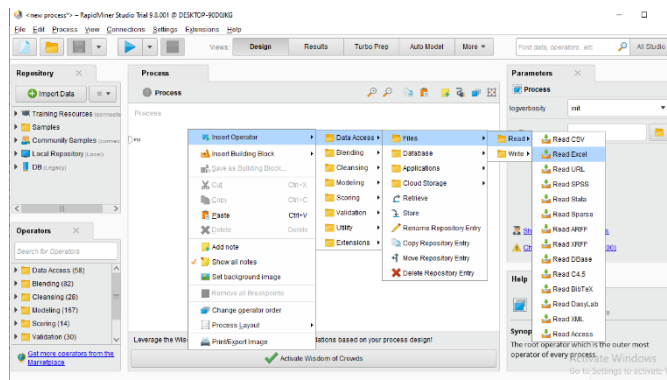 <new process*> – RapidMiner Studio Trial 9.8.001 @ DESKTOP-90D0JKG
File Edit Process View Connections Settings Extensions Help
Views: Design Results Turbo Prep Auto Model More
Find data, operators...etc All Studio
Repository
Import Data
Training Resources
Samples
Community Samples
Local Repository (Local)
DB (Legacy)
Operators
Search for Operators
Data Access (58)
Blending (82)
Cleansing (28)
Modeling (167)
Scoring (14)
Validation (30)
Get more operators from the Marketplace
Process
Process
Process
inp
Insert Operator
Insert Building Block
Save as Building Block...
Cut Ctrl+X
Copy Ctrl+C
Paste Ctrl+V
Delete Delete
Add note
Show all notes
Set background image
Remove all Breakpoints
Change operator order
Process Layout
Print/Export Image
Data Access
Blending
Cleansing
Modeling
Scoring
Validation
Utility
Extensions
Files
Database
Applications
Cloud Storage
Retrieve
Store
Rename Repository Entry
Copy Repository Entry
Move Repository Entry
Delete Repository Entry
Read
Write
Read CSV
Read Excel
Read URL
Read SPSS
Read Stata
Read Sparse
Read ARFF
Read XRFF
Read DBase
Read C4.5
Read BibTeX
Read DasyLab
Read XML
Read Access
Leverage the Wis
ations based on your process design!
Activate Wisdom of Crowds
Parameters
Process
logverbosity init
Help
Synop
The root operator which is the outer most
operator of every process.
Activate Windows
Go to Settings to activate